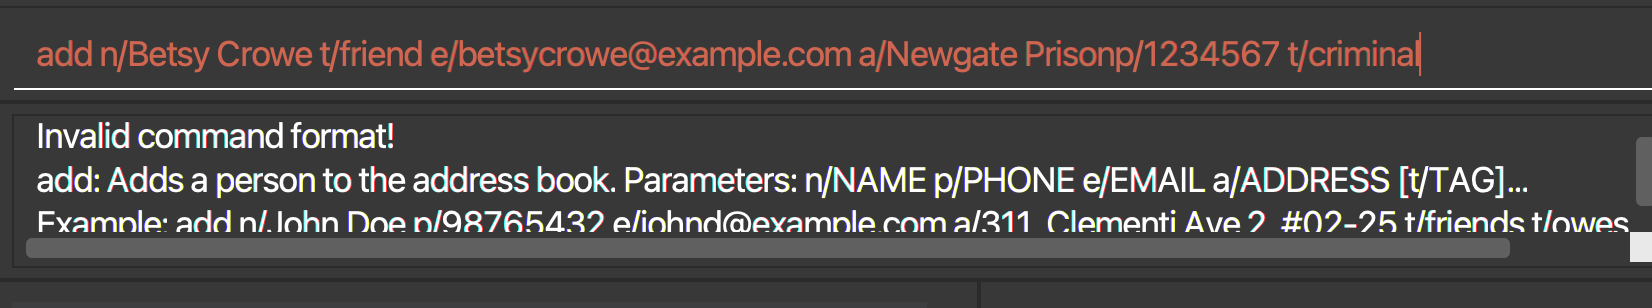 add n/Betsy Crowe t/friend e/betsycrowe@example.com a/Newgate Prisonp/1234567 t/criminal
Invalid command format!
add: Adds a person to the address book. Parameters: n/NAME p/PHONE e/EMAIL a/ADDRESS [t/TAG]...
Example: add n/John Doe p/98765432 e/johnd@example.com a/311, Clementi Ave 2, #02-25 t/friends t/owes